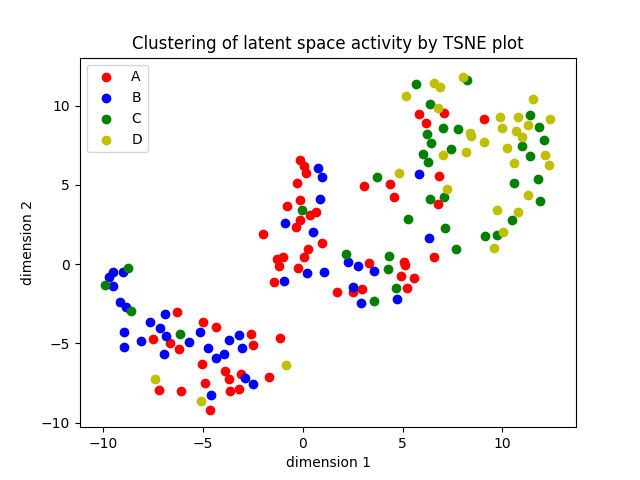 Clustering of latent space activity by TSNE plot
A
B
C
D
10
5
0
−5
−10
dimension 2
−10 −5 0 5 10
dimension 1